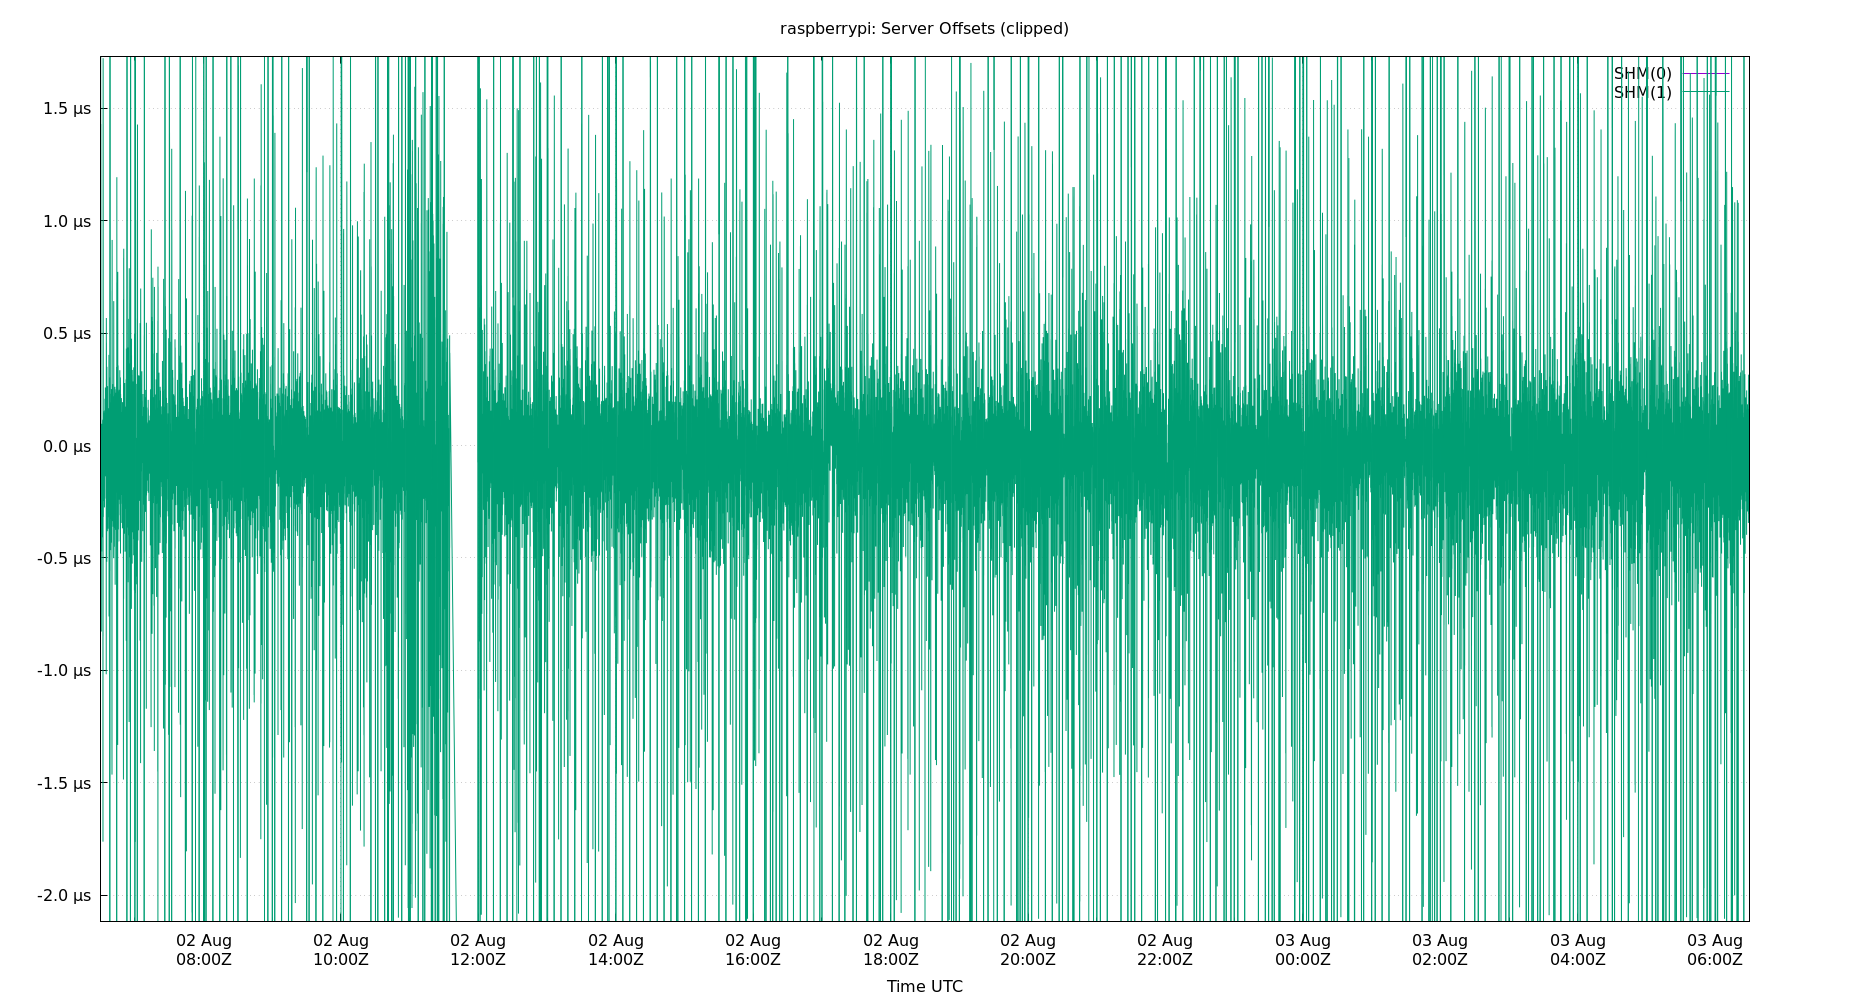 raspberrypi: Server Offsets (clipped)
SHM(0)
SHM(1)
1.5 µs
1.0 µs
0.5 µs
0.0 µs
-0.5 µs
-1.0 µs
-1.5 µs
-2.0 µs
02 Aug 02 Aug 02 Aug 02 Aug 02 Aug 02 Aug 02 Aug 02 Aug 03 Aug 03 Aug 03 Aug 03 Aug
08:00Z 10:00Z 12:00Z 14:00Z 16:00Z 18:00Z 20:00Z 22:00Z 00:00Z 02:00Z 04:00Z 06:00Z
Time UTC